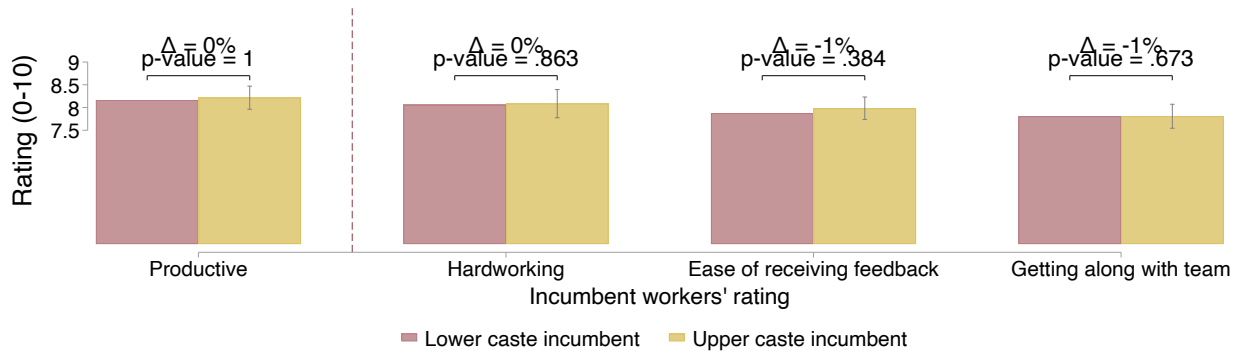 Δ = 0%
p-value = 1
Δ = 0%
p-value = .863
Δ = -1%
p-value = .384
Δ = -1%
p-value = .673
Rating (0-10)
9
8.5
8
7.5
Productive
Hardworking
Ease of receiving feedback
Getting along with team
Incumbent workers' rating
Lower caste incumbent
Upper caste incumbent